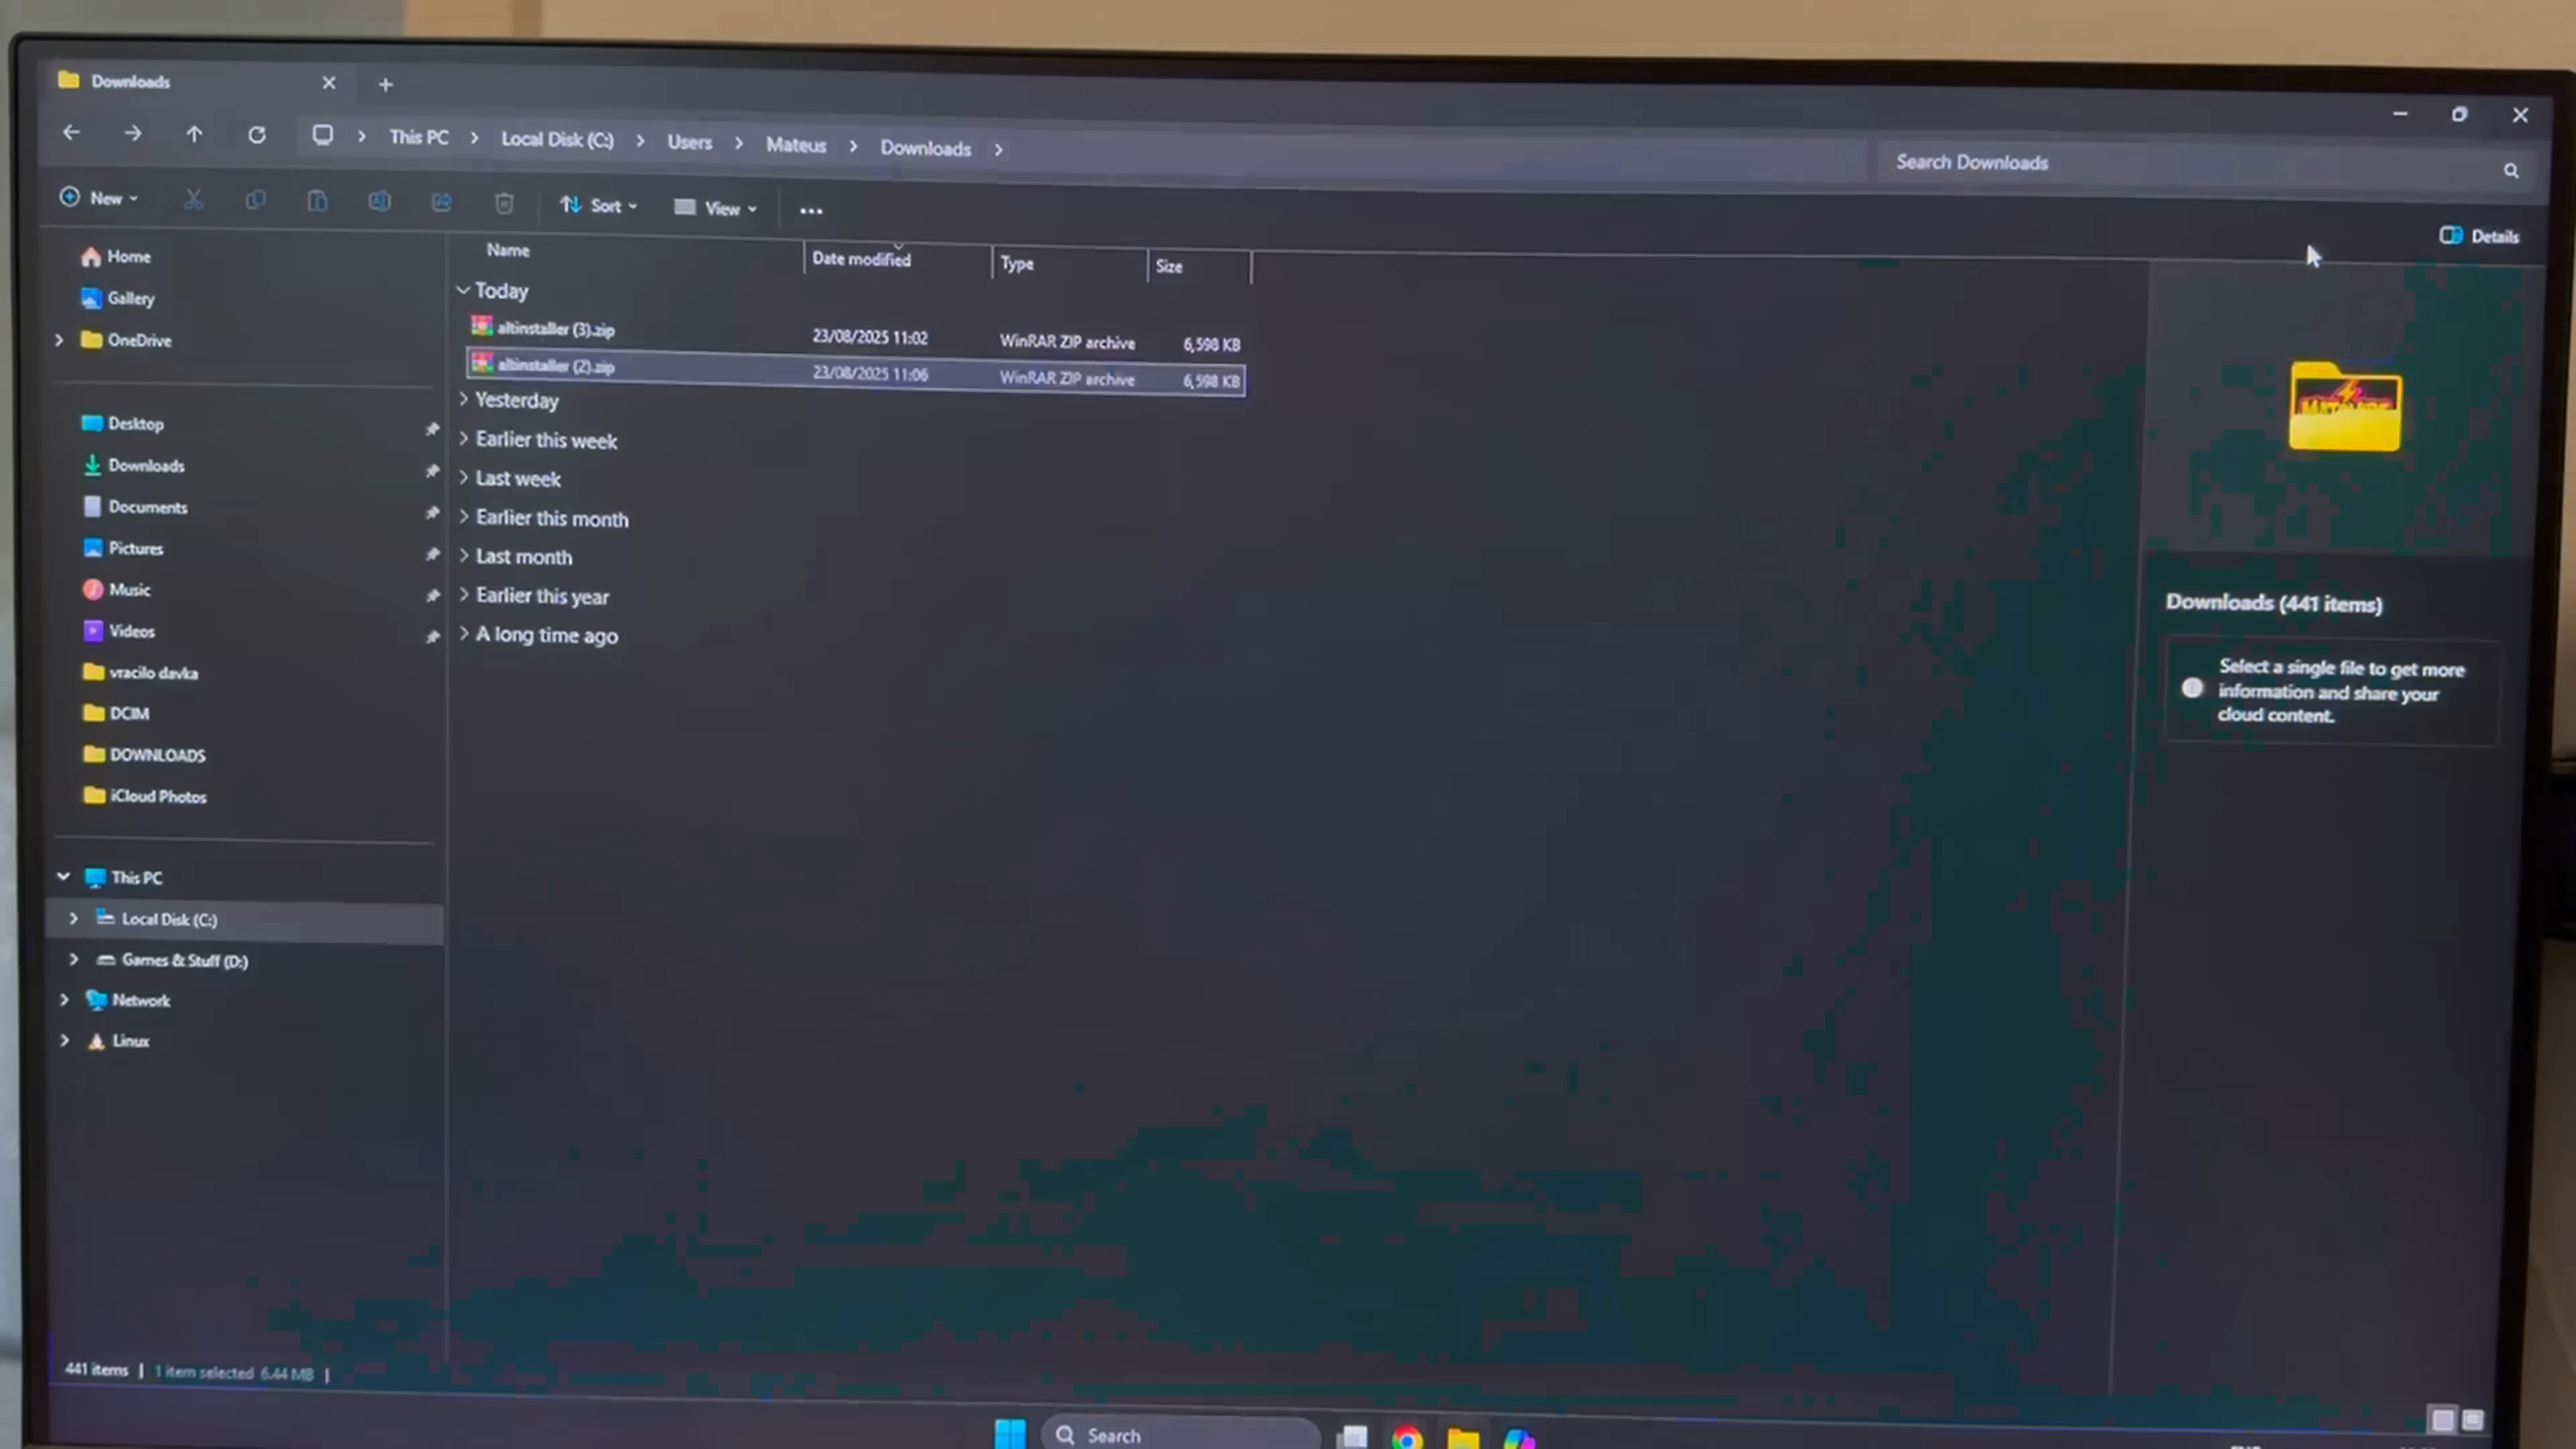 Downloads
This PC > Local Disk (C:) > Users > Mateus > Downloads >
Search Downloads
New
Sort
View
Details
Home
Gallery
OneDrive
Desktop
Downloads
Documents
Pictures
Music
Videos
vracilo davka
DCIM
DOWNLOADS
iCloud Photos
This PC
Local Disk (C:)
Games & Stuff (D:)
Network
Linux
Name Date modified Type Size
Today
altinstaller (3).zip 23/08/2025 11:02 WinRAR ZIP archive 6,598 KB
altinstaller (2).zip 23/08/2025 11:06 WinRAR ZIP archive 6,598 KB
Yesterday
Earlier this week
Last week
Earlier this month
Last month
Earlier this year
A long time ago
Downloads (441 items)
Select a single file to get more
information and share your
cloud content.
441 items | 1 item selected 6.44 MB |
Search